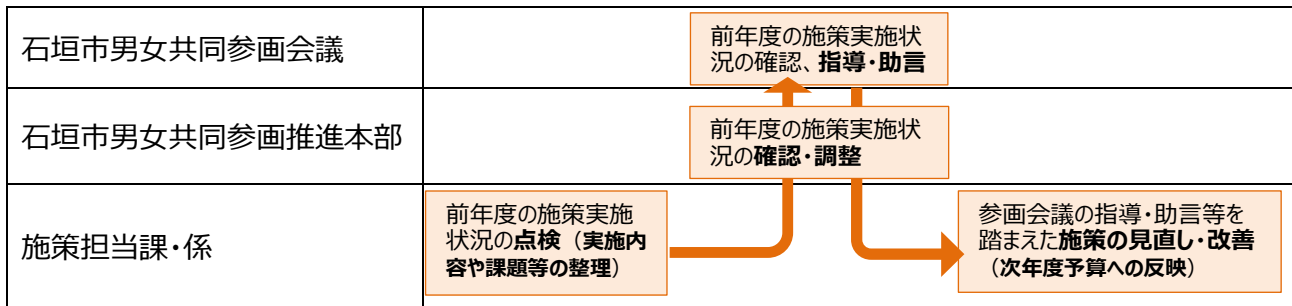 石垣市男女共同参画会議
前年度の施策実施状
況の確認、指導・助言
石垣市男女共同参画推進本部
前年度の施策実施状
況の確認・調整
施策担当課・係
前年度の施策実施
状況の点検（実施内
容や課題等の整理）
参画会議の指導・助言等を
踏まえた施策の見直し・改善
（次年度予算への反映）